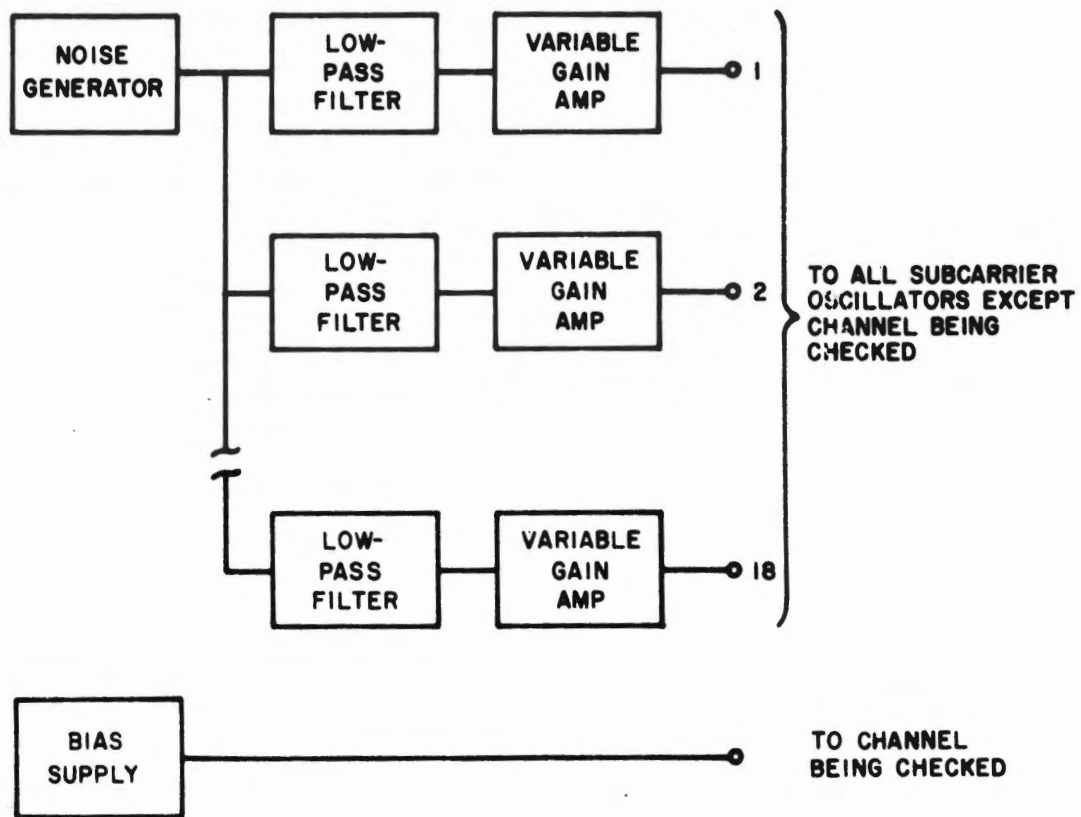 NOISE
GENERATOR
LOW-
PASS
FILTER
VARIABLE
GAIN
AMP
1
LOW-
PASS
FILTER
VARIABLE
GAIN
AMP
2
TO ALL SUBCARRIER
OSCILLATORS EXCEPT
CHANNEL BEING
CHECKED
LOW-
PASS
FILTER
VARIABLE
GAIN
AMP
18
BIAS
SUPPLY
TO CHANNEL
BEING CHECKED